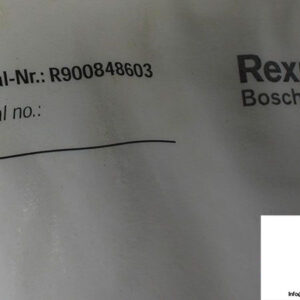 al-Nr.: R900848603
al no.:
Rex
Bosch
Info@